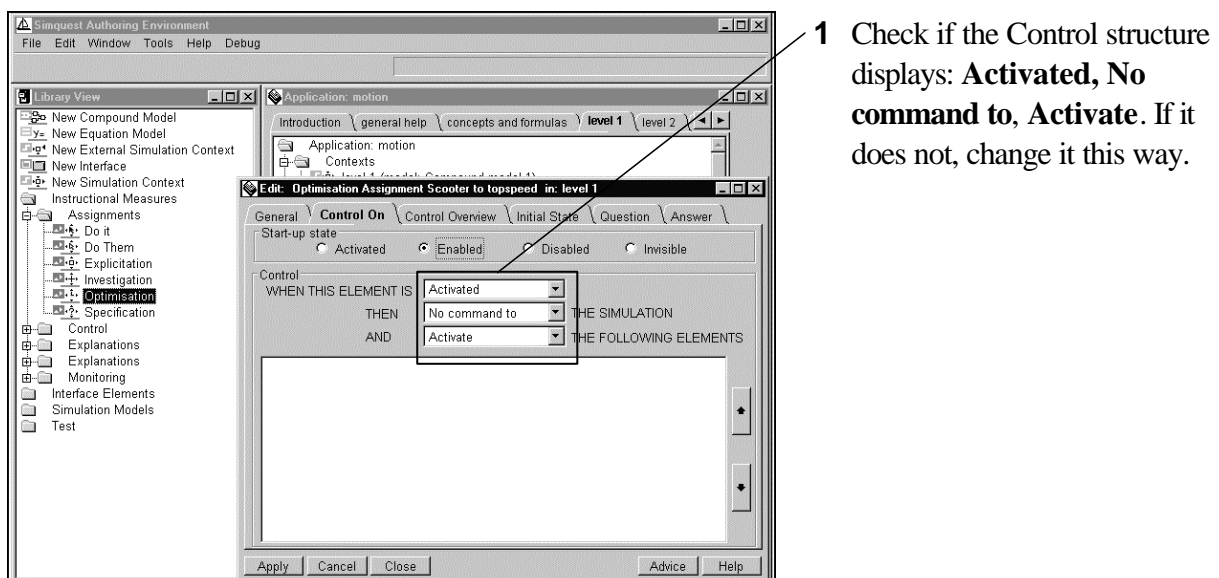 Simquest Authoring Environment
File Edit Window Tools Help Debug
Library View
New Compound Model
New Equation Model
New External Simulation Context
New Interface
New Simulation Context
Instructional Measures
Assignments
Do it
Do Them
Explicitation
Investigation
Optimisation
Specification
Control
Explanations
Explanations
Monitoring
Interface Elements
Simulation Models
Test
Application: motion
Introduction general help concepts and formulas level 1 level 2
Application: motion
Contexts
level 1 (model: Compound model 1)
Edit: Optimisation Assignment Scooter to topspeed in: level 1
General Control On Control Overview Initial State Question Answer
Start-up state
Activated Enabled Disabled Invisible
Control
WHEN THIS ELEMENT IS Activated
THEN No command to THE SIMULATION
AND Activate THE FOLLOWING ELEMENTS
Apply Cancel Close Advice Help
1 Check if the Control structure
displays: Activated, No
command to, Activate. If it
does not, change it this way.